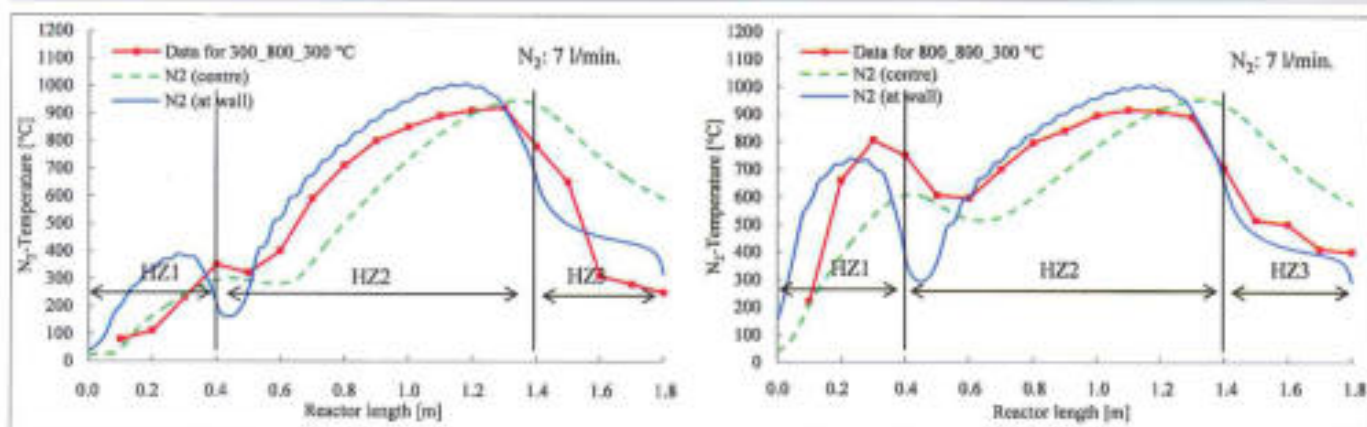 1200
1100
1000
900
800
700
600
500
400
300
200
100
0
N₂-Temperature [°C]
Data for 300_800_300 °C
N2 (centre)
N2 (at wall)
N₂: 7 l/min.
HZ1
HZ2
HZ3
0.0 0.2 0.4 0.6 0.8 1.0 1.2 1.4 1.6 1.8
Reactor length [m]
1200
1100
1000
900
800
700
600
500
400
300
200
100
0
N₂-Temperature [°C]
Data for 800_800_300 °C
N2 (centre)
N2 (at wall)
N₂: 7 l/min.
HZ1
HZ2
HZ3
0.0 0.2 0.4 0.6 0.8 1.0 1.2 1.4 1.6 1.8
Reactor length [m]